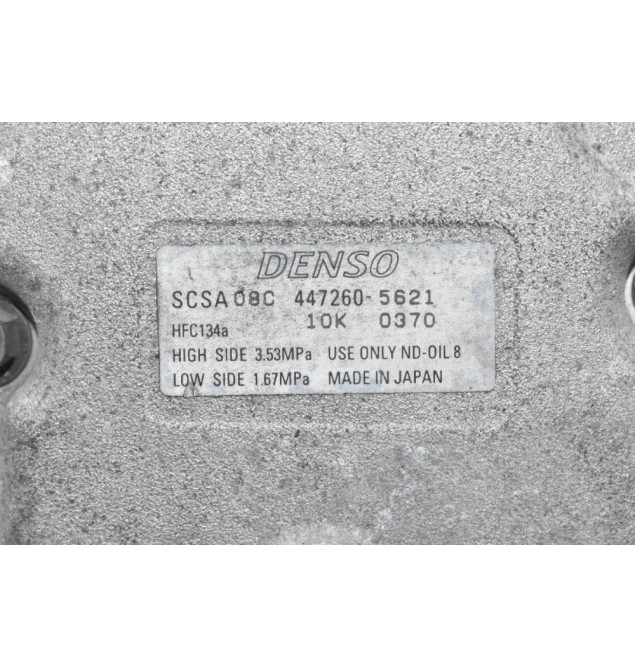 DENSO
SCSA08C 447260-5621
10K 0370
HFC134a
HIGH SIDE 3.53MPa USE ONLY ND-OIL 8
LOW SIDE 1.67MPa MADE IN JAPAN